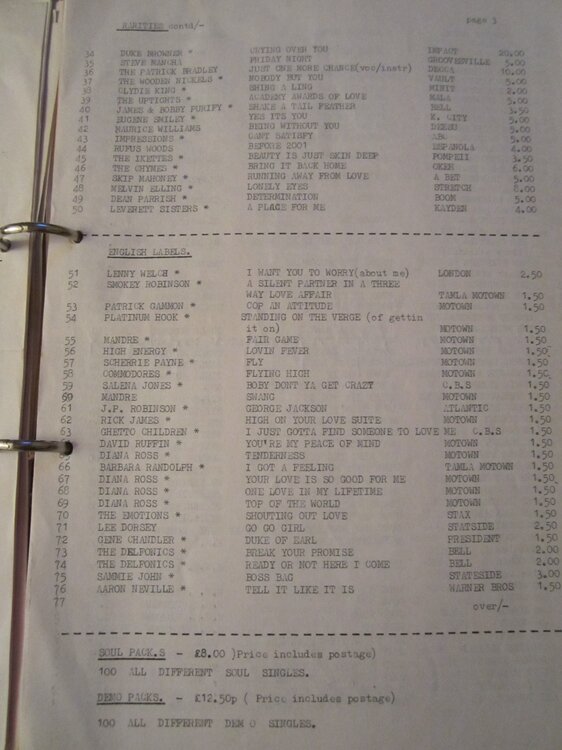 RARITIES contd/- page 3
34 DUKE BROWNER * CRYING OVER YOU IMPACT 20.00
35 STEVE MANCHA FRIDAY NIGHT GROOVESVILLE 5.00
36 THE PATRICK BRADLEY JUST ONE MORE CHANCE(voc/instr) DECCA 10.00
37 THE WOODEN NICKELS * NOBODY BUT YOU VAULT 5.00
38 CLYDIE KING * SHING A LING MINIT 2.00
39 THE UPTIGHTS * ACADEMY AWARDS OF LOVE MALA 5.00
40 JAMES & BOBBY PURIFY * SHAKE A TAIL FEATHER BELL 3.50
41 EUGENE SMILEY * YES ITS YOU K. CITY 5.00
42 MAURICE WILLIAMS BEING WITHOUT YOU DEESU 5.00
43 IMPRESSIONS * CANT SATISFY ABC 5.00
44 RUFUS WOODS BEFORE 2001 ESPANOLA 4.00
45 THE IKETTES * BEAUTY IS JUST SKIN DEEP POMPEII 3.50
46 THE CHYMES * BRING IT BACK HOME OKEH 6.00
47 SKIP MAHONEY * RUNNING AWAY FROM LOVE A BET 5.00
48 MELVIN ELLING * LONELY EYES STRETCH 8.00
49 DEAN PARRISH * DETERMINATION BOOM 5.00
50 LEVERETT SISTERS * A PLACE FOR ME KAYDEN 4.00
ENGLISH LABELS.
51 LENNY WELCH * I WANT YOU TO WORRY(about me) LONDON 2.50
52 SMOKEY ROBINSON * A SILENT PARTNER IN A THREE
WAY LOVE AFFAIR TAMLA MOTOWN 1.50
53 PATRICK GAMMON * COP AN ATTITUDE MOTOWN 1.50
54 PLATINUM HOOK * STANDING ON THE VERGE (of gettin
it on) MOTOWN 1.50
55 MANDRE * FAIR GAME MOTOWN 1.50
56 HIGH ENERGY * LOVIN FEVER MOTOWN 1.50
57 SCHERRIE PAYNE * FLY MOTOWN 1.50
58 COMMODORES * FLYING HIGH MOTOWN 1.50
59 SALENA JONES * BOBY DONT YA GET CRAZY C.B.S 1.50
60 MANDRE SWANG MOTOWN 1.50
61 J.P. ROBINSON * GEORGE JACKSON ATLANTIC 1.50
62 RICK JAMES * HIGH ON YOUR LOVE SUITE MOTOWN 1.50
63 GHETTO CHILDREN * I JUST GOTTA FIND SOMEONE TO LOVE ME C.B.S 1.50
DAVID RUFFIN * YOU'RE MY PEACE OF MIND MOTOWN 1.50
DIANA ROSS * TENDERNESS MOTOWN 1.50
66 BARBARA RANDOLPH * I GOT A FEELING TAMLA MOTOWN 1.50
67 DIANA ROSS * YOUR LOVE IS SO GOOD FOR ME MOTOWN 1.50
68 DIANA ROSS * ONE LOVE IN MY LIFETIME MOTOWN 1.50
69 DIANA ROSS * TOP OF THE WORLD MOTOWN 1.50
70 THE EMOTIONS * SHOUTING OUT LOVE STAX 1.50
71 LEE DORSEY GO GO GIRL STATSIDE 2.50
72 GENE CHANDLER * DUKE OF EARL PRESIDENT 1.50
73 THE DELFONICS * BREAK YOUR PROMISE BELL 2.00
74 THE DELFONICS * READY OR NOT HERE I COME BELL 2.00
75 SAMMIE JOHN * BOSS BAG STATESIDE 3.00
76 AARON NEVILLE * TELL IT LIKE IT IS WARNER BROS 1.50
77
over/-
SOUL PACK.S - £8.00 )Price includes postage)
100 ALL DIFFERENT SOUL SINGLES.
DEMO PACKS. - £12.50p ( Price includes postage)
100 ALL DIFFERENT DEM O SINGLES.